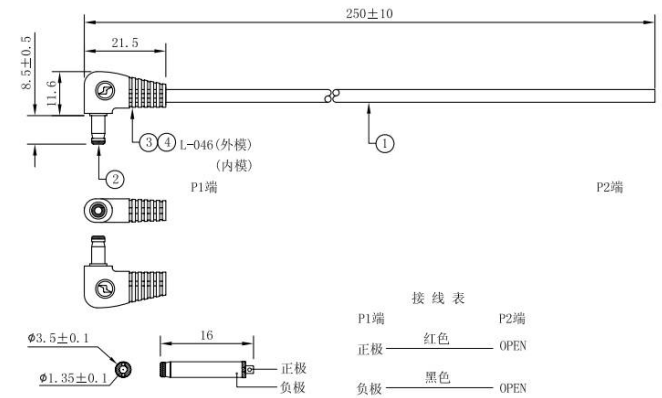 250±10
21.5
8.5±0.5
11.6
③ ④ L-046(外模)
(内模)
①
②
P1端 P2端
接线表
P1端 P2端
正极 红色 OPEN
负极 黑色 OPEN
16
ϕ3.5±0.1
ϕ1.35±0.1
正极
负极